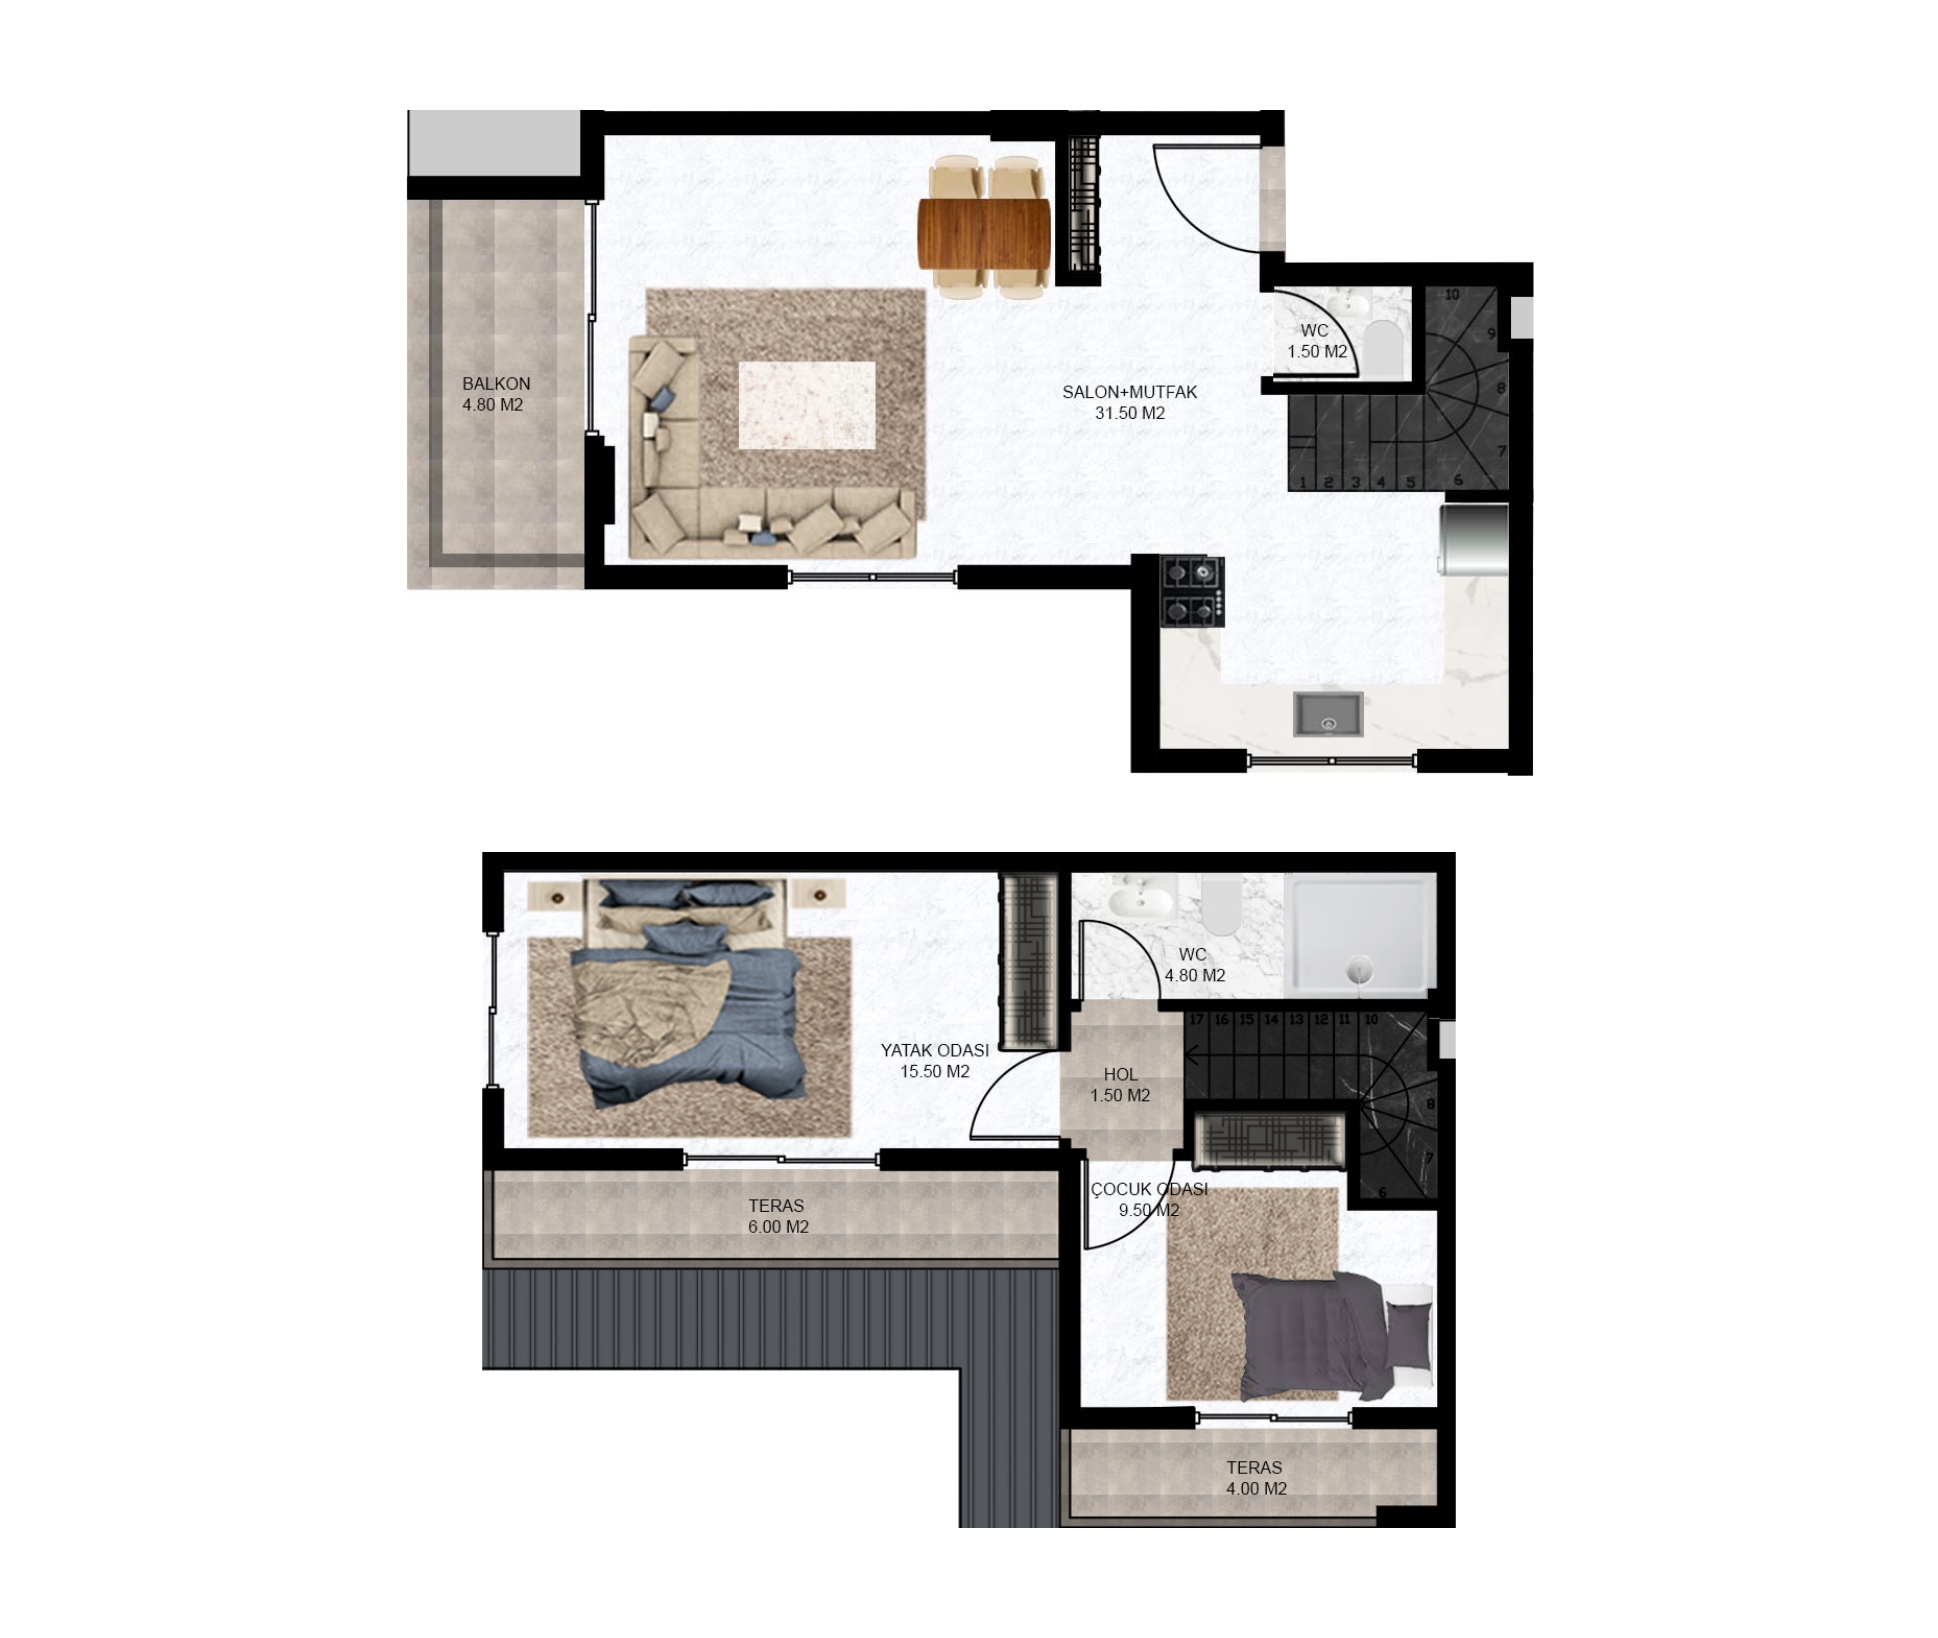 BALKON
4.80 M2
SALON+MUTFAK
31.50 M2
WC
1.50 M2
10
9
8
7
1 2 3 4 5 6
YATAK ODASI
15.50 M2
WC
4.80 M2
HOL
1.50 M2
17 16 15 14 13 12 11 10
8
7
6
TERAS
6.00 M2
ÇOCUK ODASI
9.50 M2
TERAS
4.00 M2